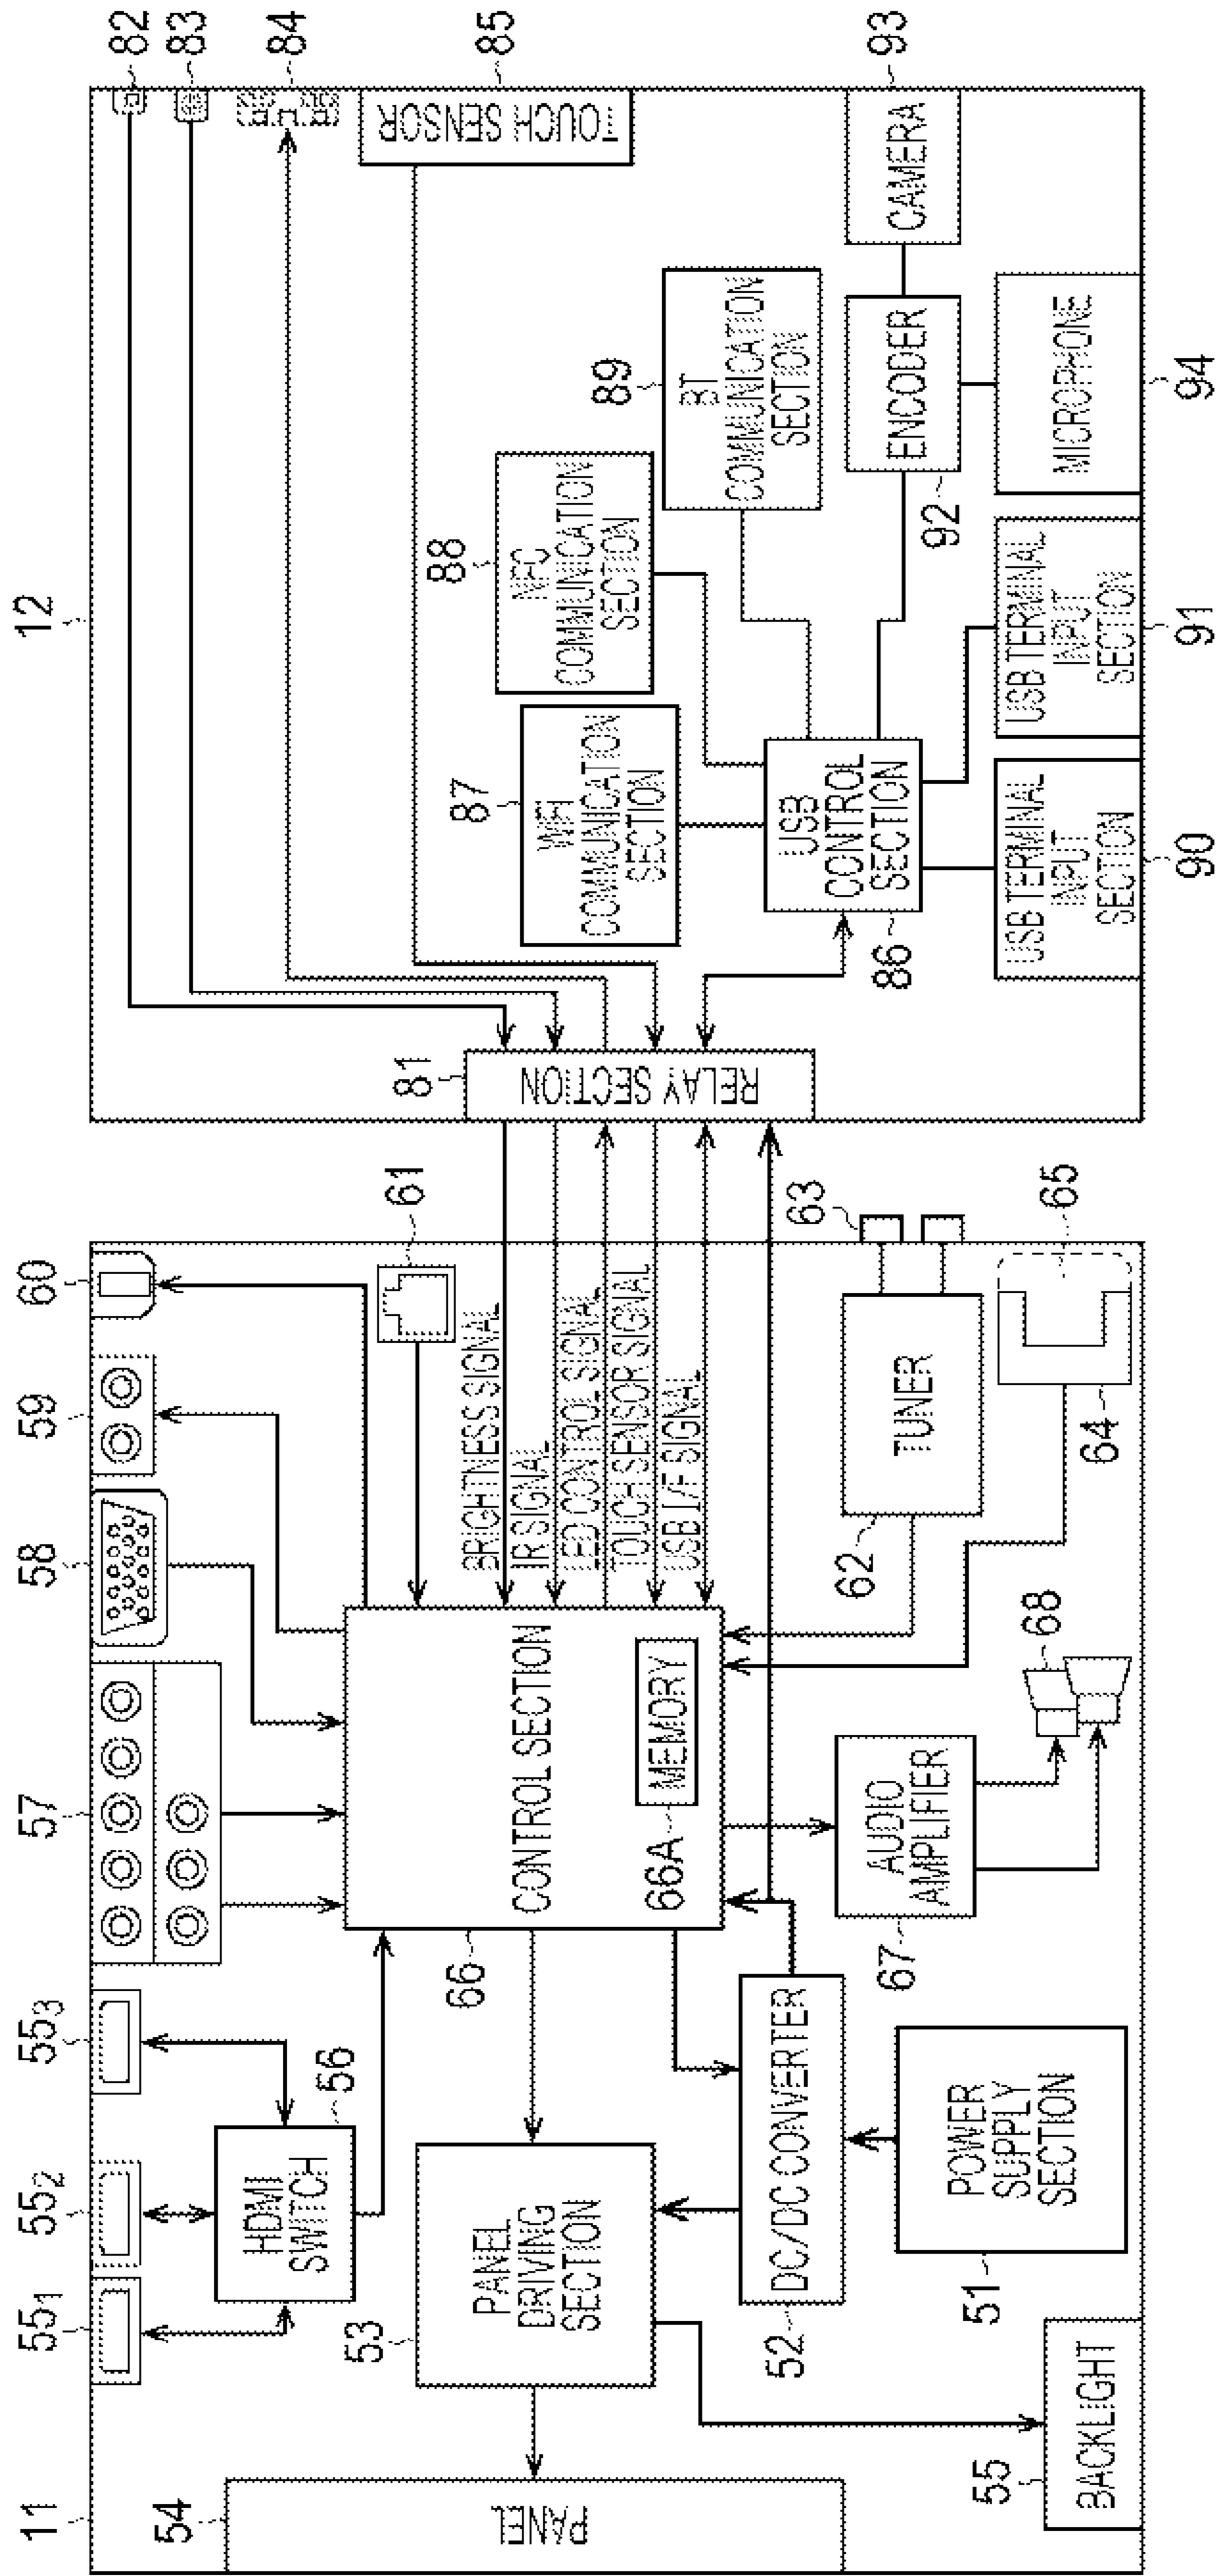 11
12
55₁
55₂
55₃
57
58
59
60
82
83
84
HDMI
SWITCH
56
61
TOUCH SENSOR
85
54
PANEL
53
PANEL
DRIVING
SECTION
66
CONTROL SECTION
MEMORY
66A
BRIGHTNESS SIGNAL
IR SIGNAL
LED CONTROL SIGNAL
TOUCH SENSOR SIGNAL
USB I/F SIGNAL
81
RELAY SECTION
87
WIFI
COMMUNICATION
SECTION
88
NFC
COMMUNICATION
SECTION
89
BT
COMMUNICATION
SECTION
52
DC/DC CONVERTER
51
POWER
SUPPLY
SECTION
55
BACKLIGHT
67
AUDIO
AMPLIFIER
68
62
TUNER
63
64
65
86
USB
CONTROL
SECTION
92
ENCODER
CAMERA
93
USB TERMINAL
INPUT
SECTION
90
USB TERMINAL
INPUT
SECTION
91
MICROPHONE
94